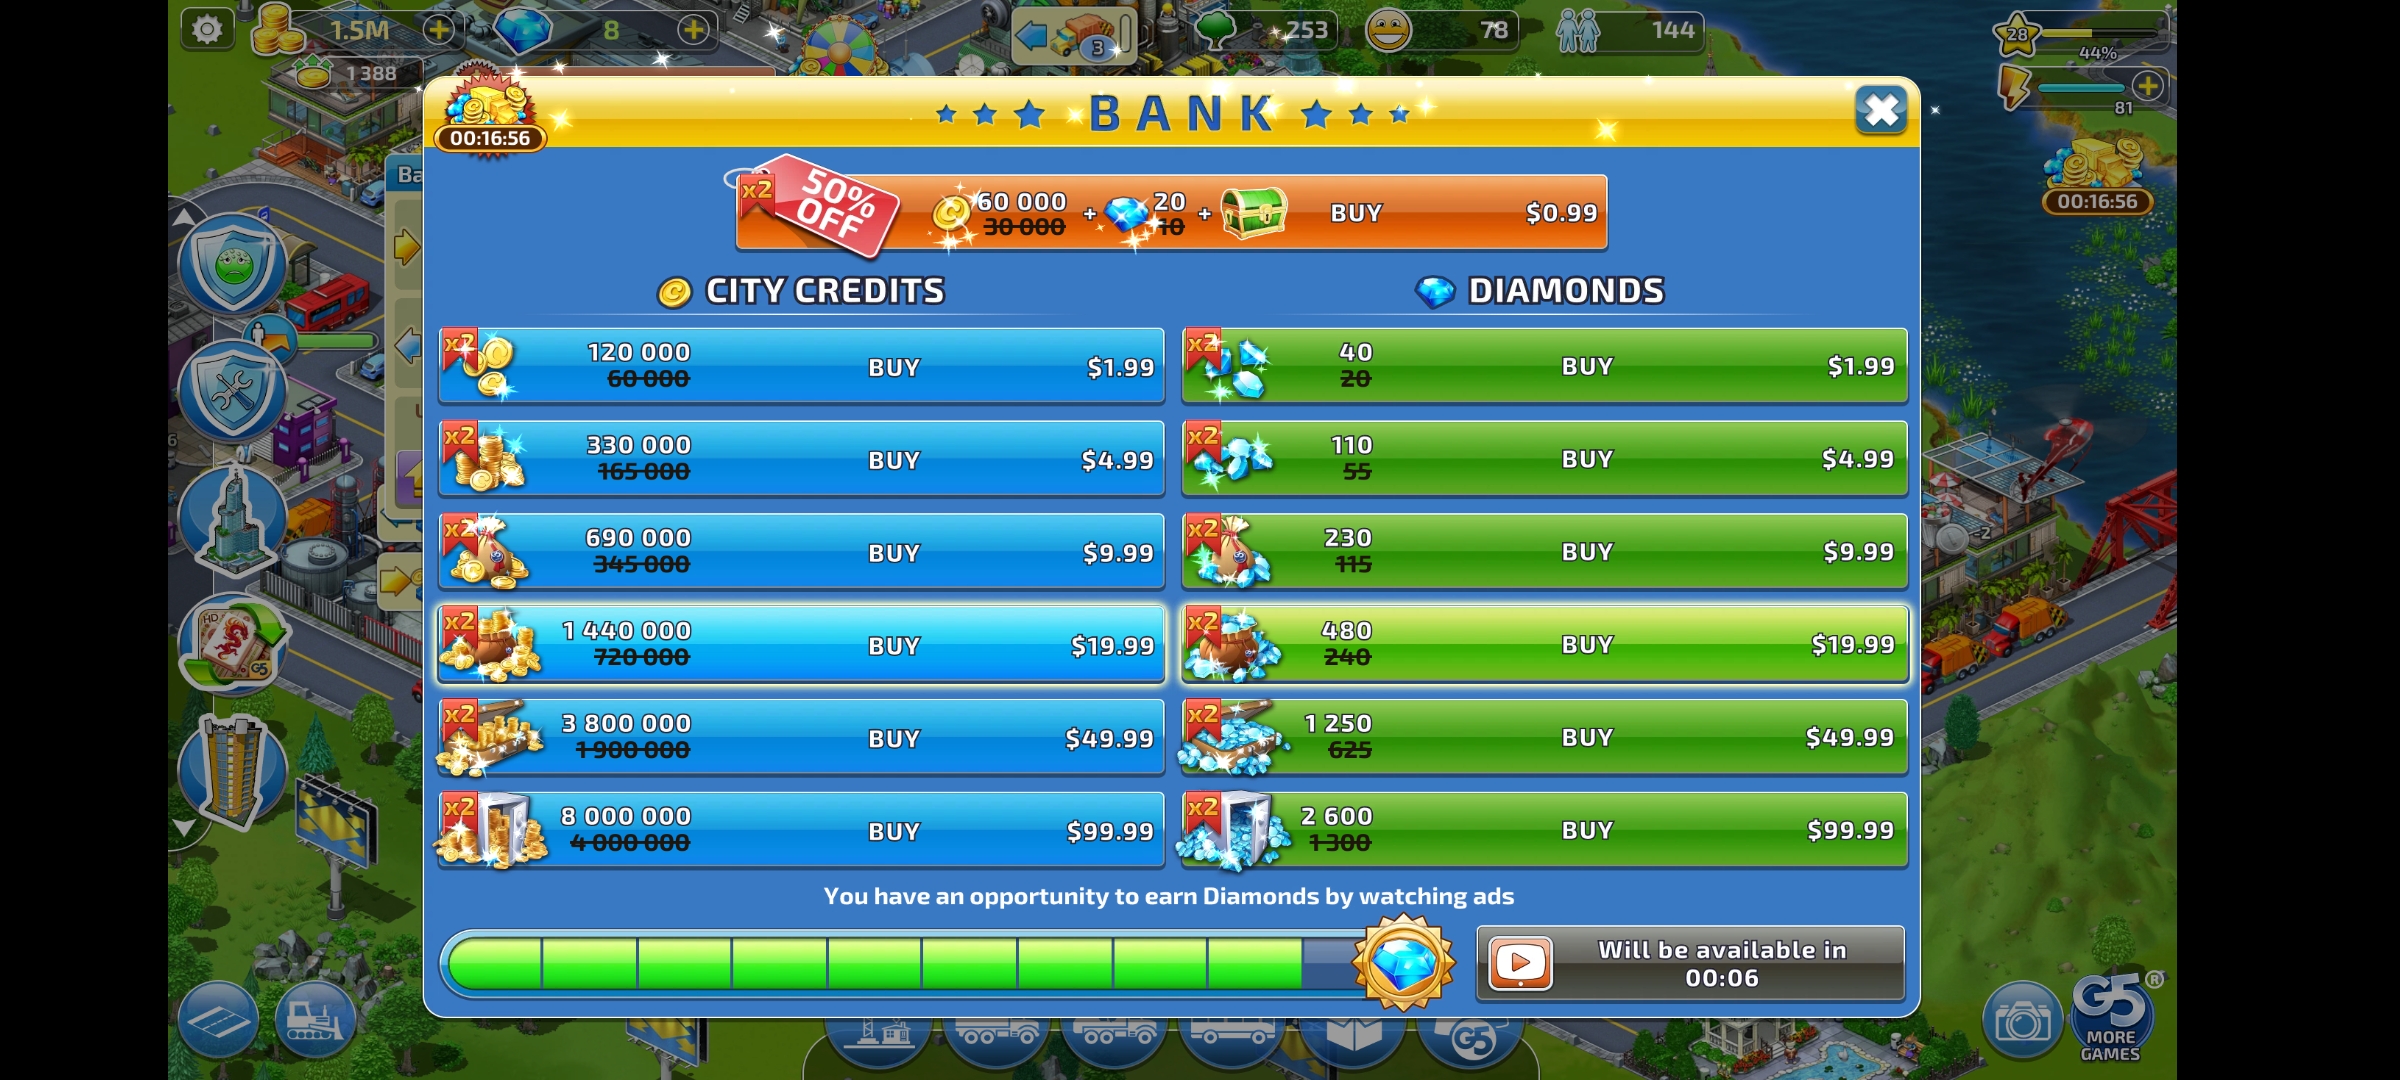 1.5M
8
3
253
78
144
28
44%
1 388
81
BANK
00:16:56
00:16:56
Ba
x2
50%
OFF
60 000
30 000
+
20
10
+
BUY
$0.99
CITY CREDITS
DIAMONDS
x2
120 000
60 000
BUY
$1.99
x2
40
20
BUY
$1.99
x2
330 000
165 000
BUY
$4.99
x2
110
55
BUY
$4.99
x2
690 000
345 000
BUY
$9.99
x2
230
115
BUY
$9.99
-2
x2
1 440 000
720 000
BUY
$19.99
x2
480
240
BUY
$19.99
HD
G5
x2
3 800 000
1 900 000
BUY
$49.99
x2
1 250
625
BUY
$49.99
x2
8 000 000
4 000 000
BUY
$99.99
x2
2 600
1 300
BUY
$99.99
You have an opportunity to earn Diamonds by watching ads
Will be available in
00:06
G5
G5®
MORE
GAMES